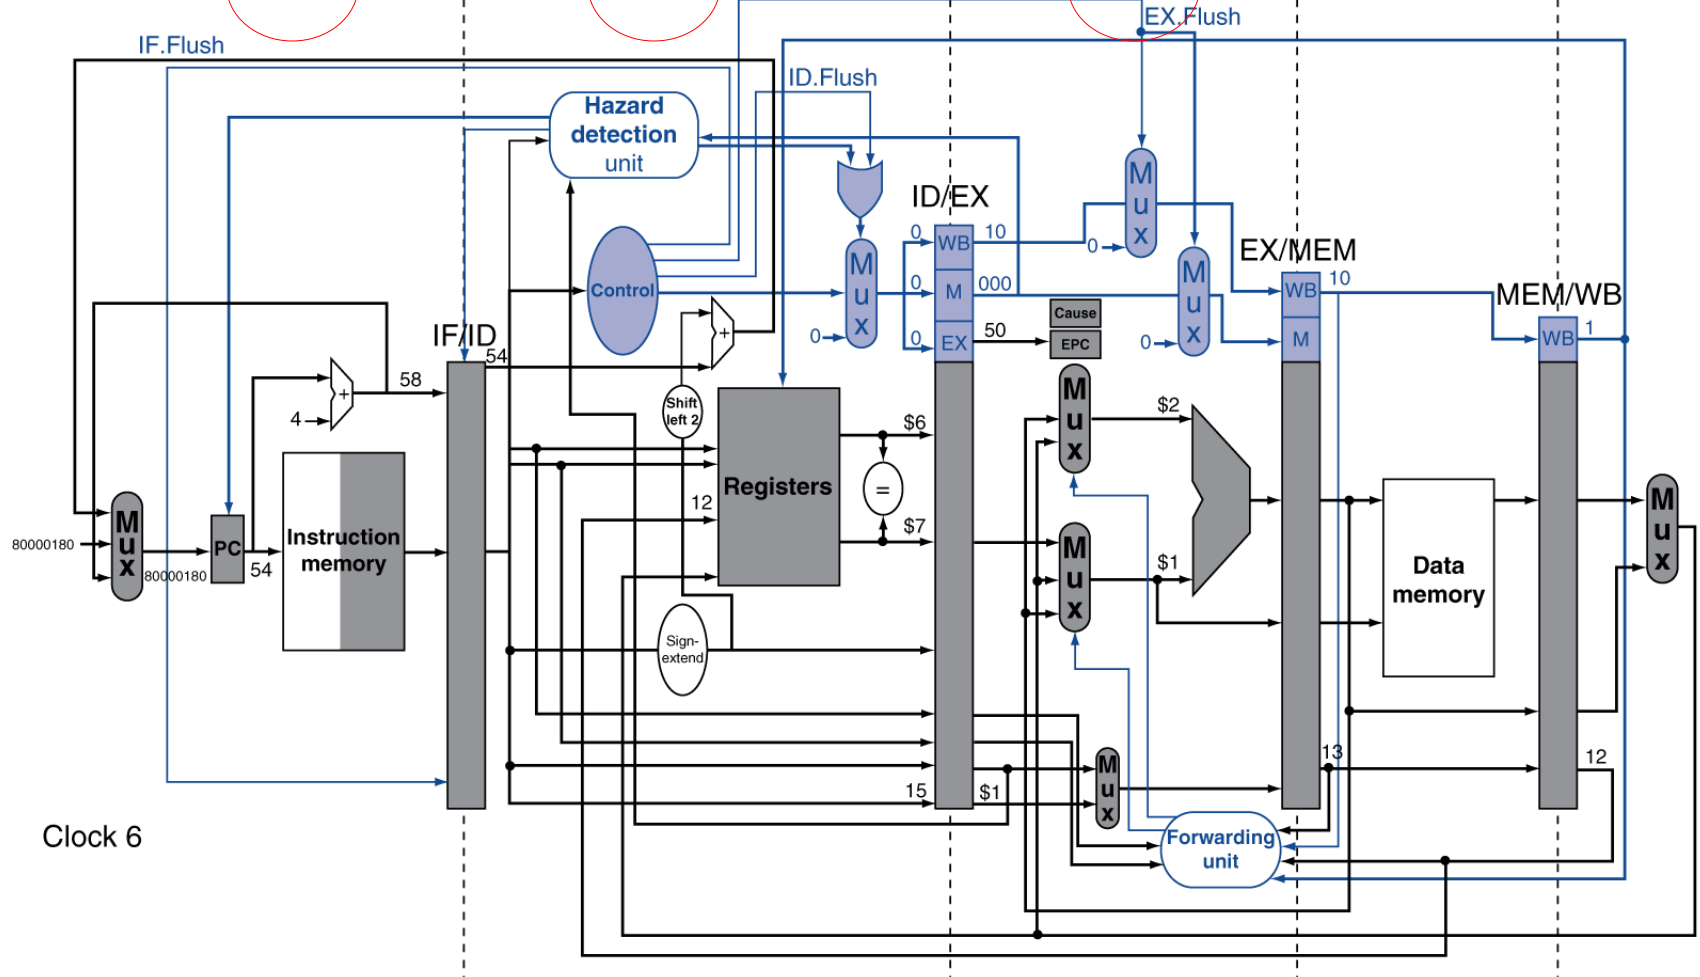 EX.Flush
IF.Flush
ID.Flush
Hazard
detection
unit
ID/EX
0
WB
10
0
M
000
0
EX
50
Control
M
u
x
0
M
u
x
0
M
u
x
0
Cause
EPC
EX/MEM
WB
10
M
MEM/WB
WB
1
IF/ID
54
+
58
4
+
Shift
left 2
Registers
$6
=
$7
12
M
u
x
$2
M
u
x
$1
80000180
M
u
x
80000180
PC
54
Instruction
memory
Data
memory
M
u
x
Sign-
extend
15
$1
M
u
x
13
12
Forwarding
unit
Clock 6